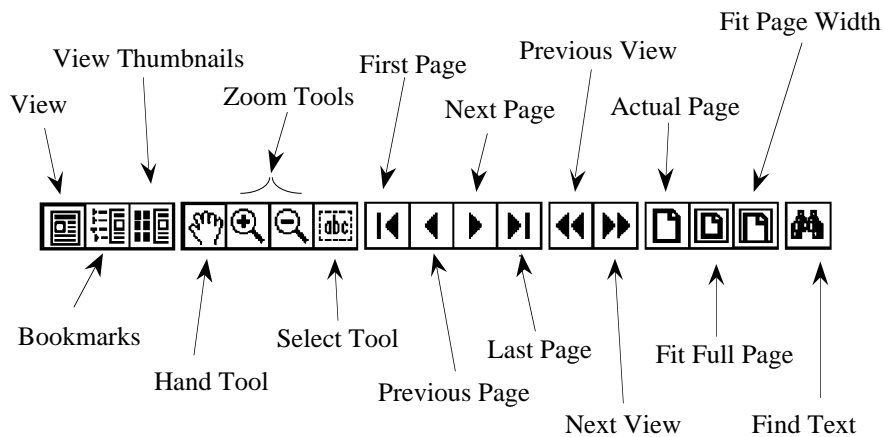 Fit Page Width
Previous View
View Thumbnails
First Page
Zoom Tools
View
Next Page
Actual Page
abc
Bookmarks
Select Tool
Last Page
Fit Full Page
Hand Tool
Previous Page
Next View
Find Text